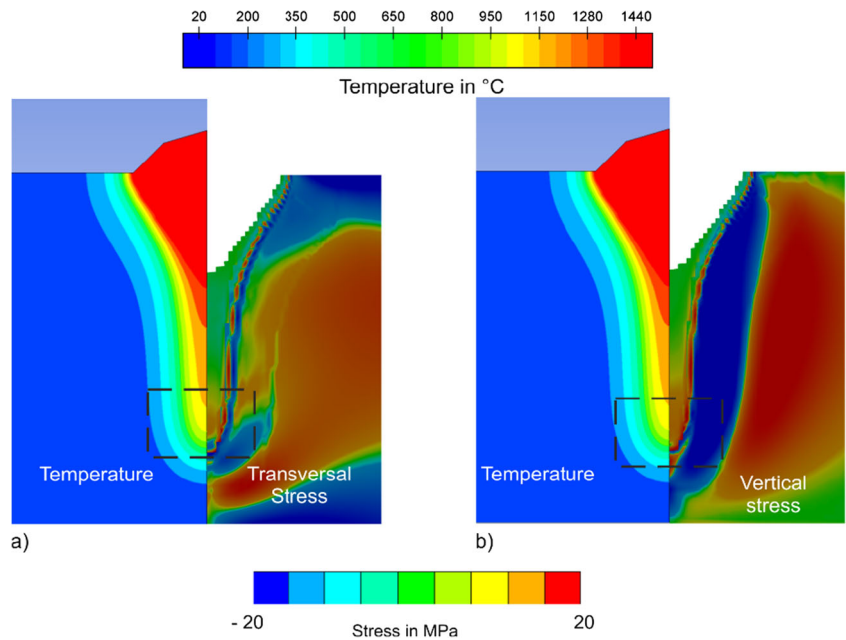 20 200 350 500 650 800 950 1150 1280 1440
Temperature in °C
Temperature
Transversal
Stress
a)
Temperature
Vertical
stress
b)
- 20
20
Stress in MPa